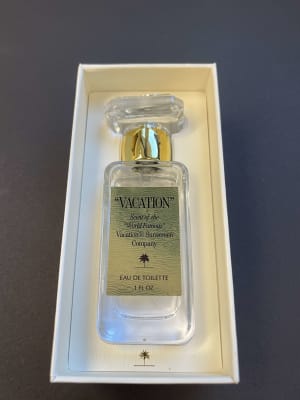 “VACATION”
Scent of the
“World Famous”
Vacation® Sunscreen
Company
EAU DE TOILETTE
1 FL OZ